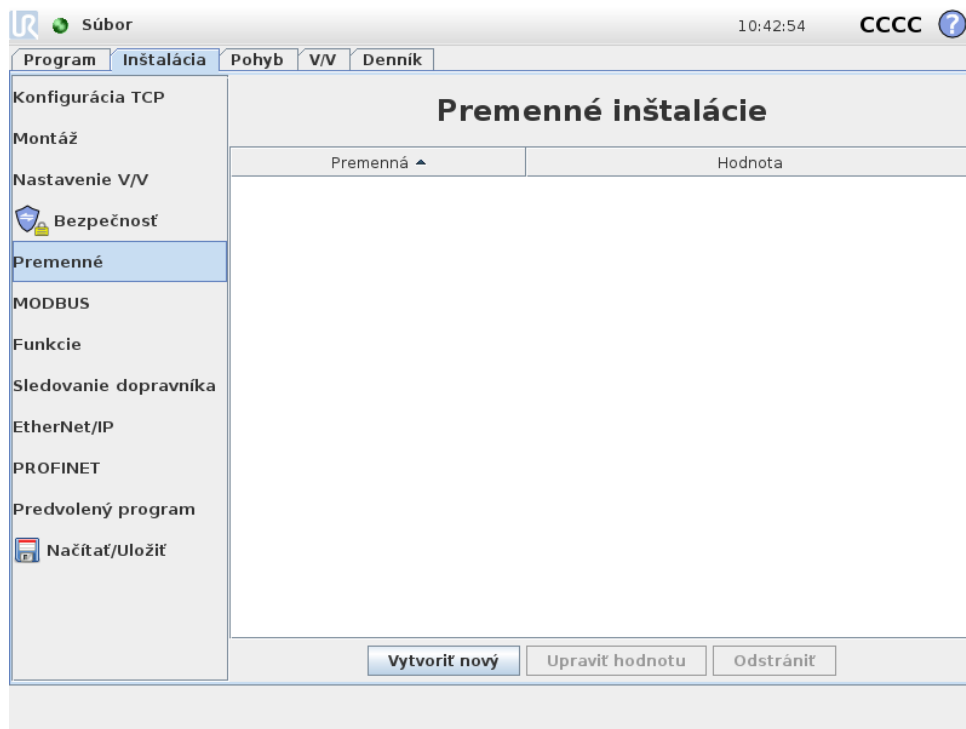 UR Súbor 10:42:54 CCCC ?
Program Inštalácia Pohyb V/V Denník
Konfigurácia TCP
Montáž
Nastavenie V/V
Bezpečnosť
Premenné
MODBUS
Funkcie
Sledovanie dopravníka
EtherNet/IP
PROFINET
Predvolený program
Načítať/Uložiť
Premenné inštalácie
Premenná Hodnota
Vytvoriť nový Upraviť hodnotu Odstrániť